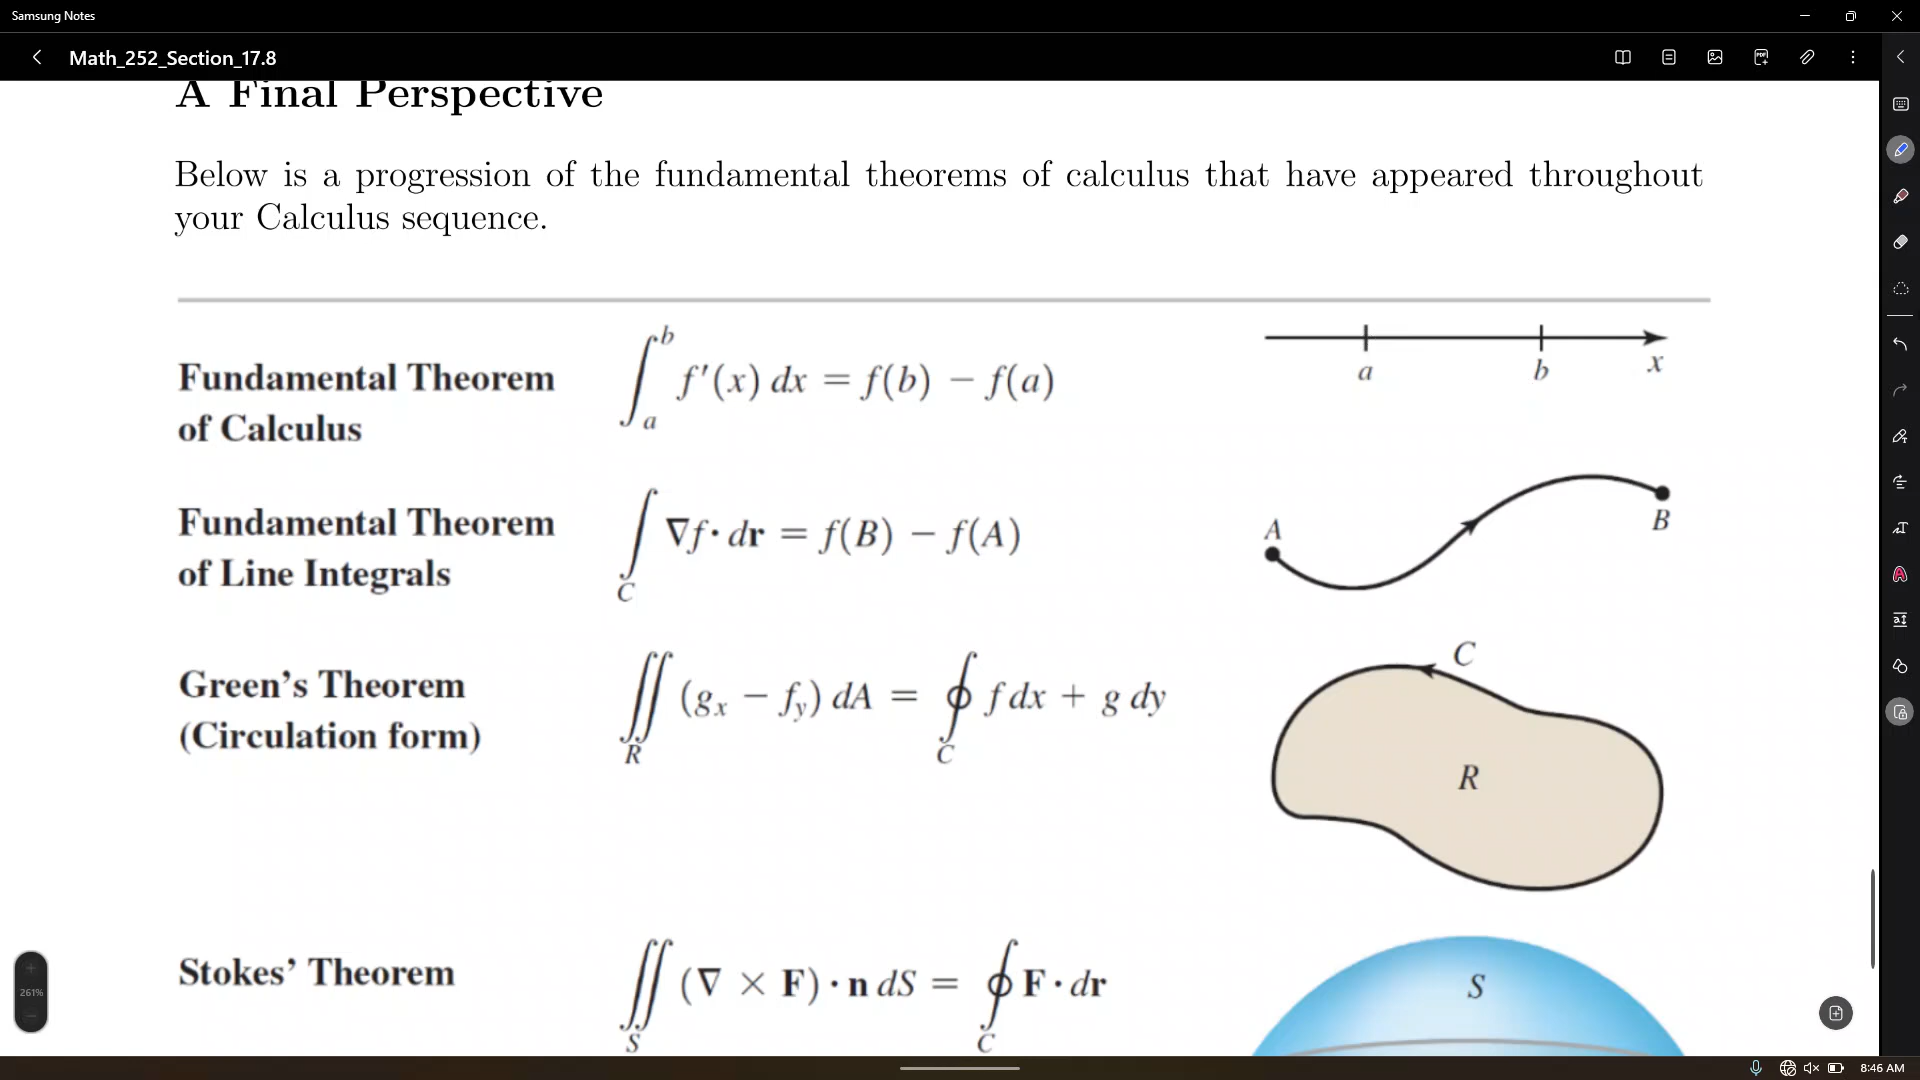 Samsung Notes
Math_252_Section_17.8
A Final Perspective
Below is a progression of the fundamental theorems of calculus that have appeared throughout
your Calculus sequence.
Fundamental Theorem
of Calculus
∫_a^b f′(x) dx = f(b) − f(a)
a b x
Fundamental Theorem
of Line Integrals
∫_C ∇f · dr = f(B) − f(A)
A B
Green's Theorem
(Circulation form)
∬_R (g_x − f_y) dA = ∮_C f dx + g dy
C
R
Stokes' Theorem
∬_S (∇ × F) · n dS = ∮_C F · dr
S
261%
8:46 AM